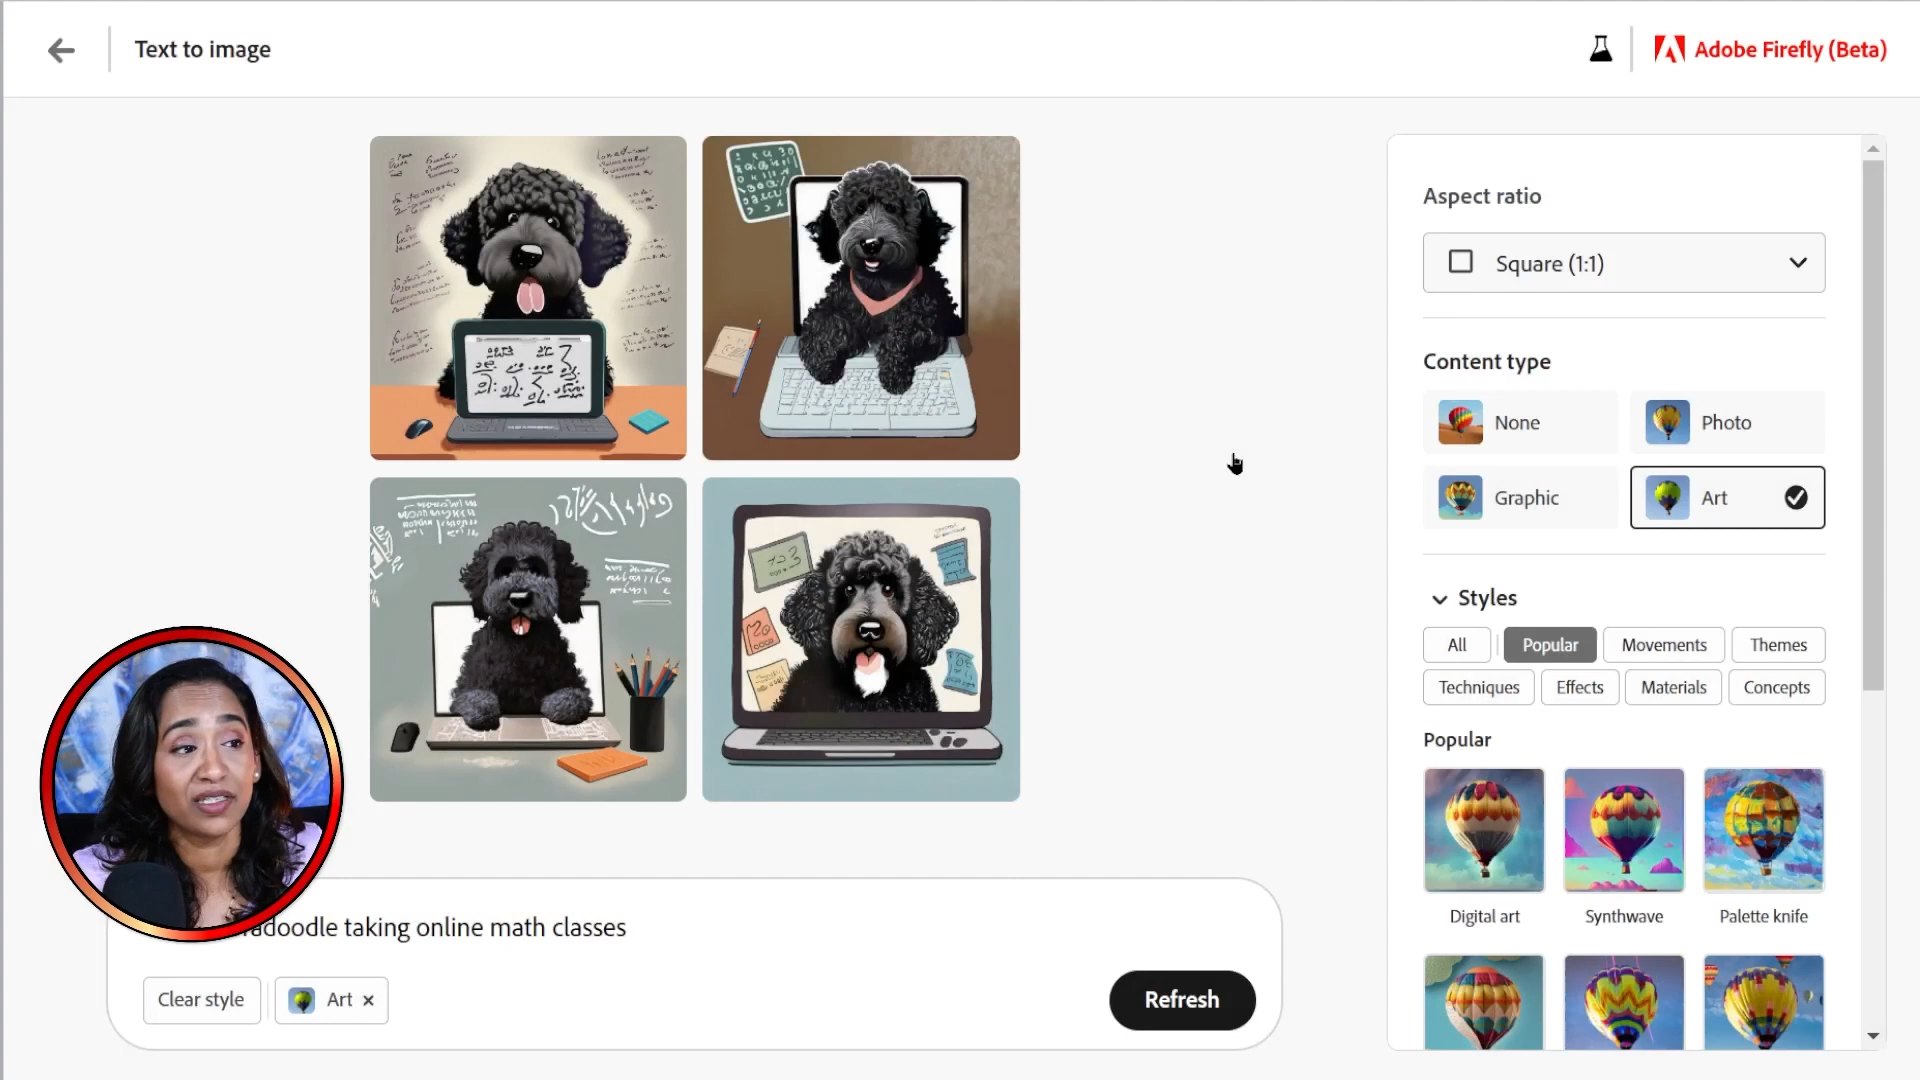 Text to image
Adobe Firefly (Beta)
Aspect ratio
Square (1:1)
Content type
None
Photo
Graphic
Art
Styles
All
Popular
Movements
Themes
Techniques
Effects
Materials
Concepts
Popular
Digital art
Synthwave
Palette knife
taking online math classes
Clear style
Art
Refresh